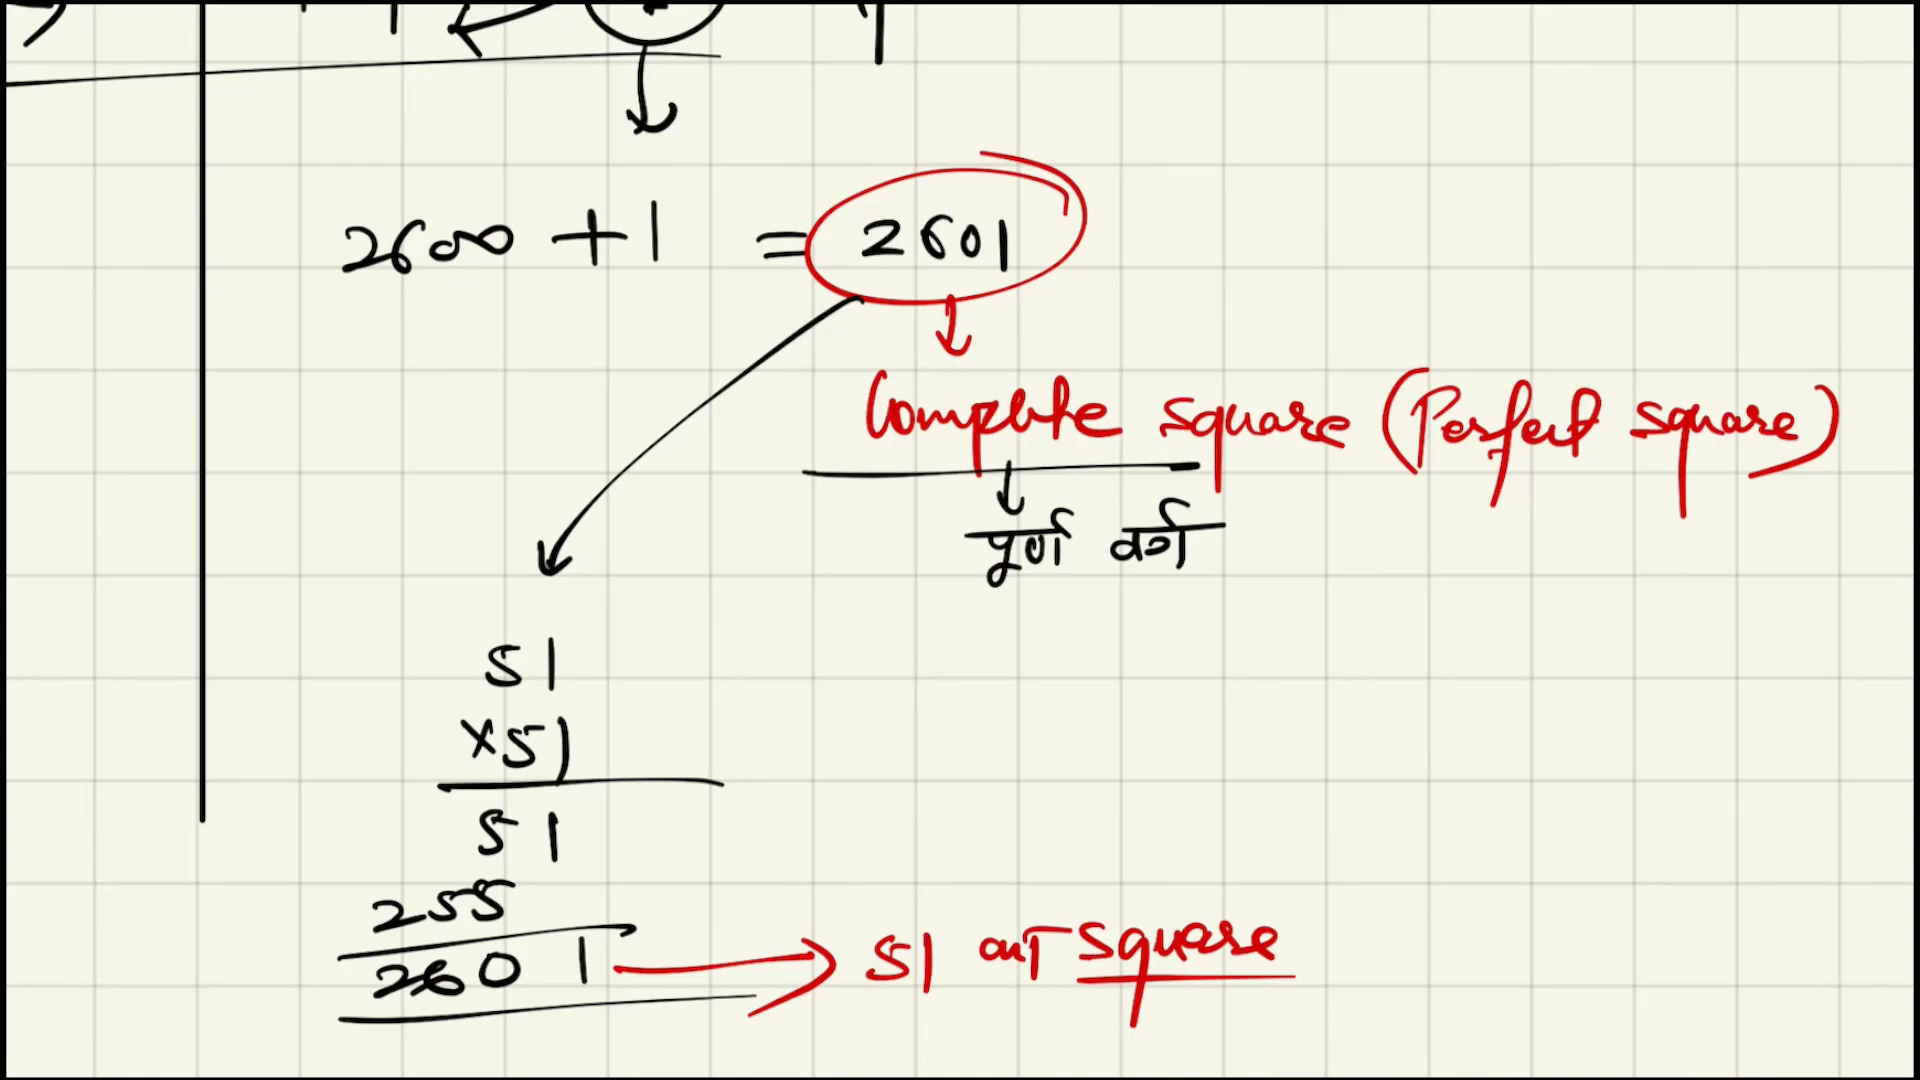 2600 + 1 = 2601
Complete square (Perfect square)
पूर्ण वर्ग
51
x 51
51
255
2601 → 51 का square